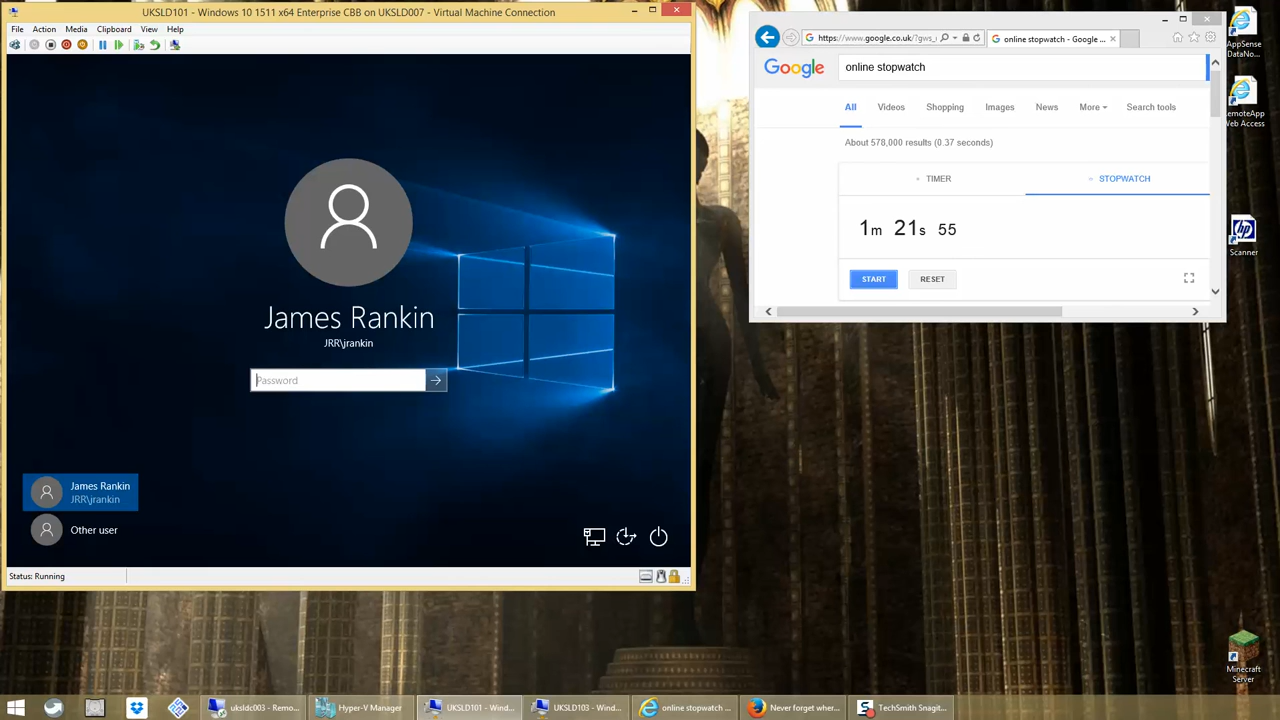 UKSLD101 - Windows 10 1511 x64 Enterprise CBB on UKSLD007 - Virtual Machine Connection
File Action Media Clipboard View Help
James Rankin
JRR\jrankin
Password
James Rankin
JRR\jrankin
Other user
Status: Running
https://www.google.co.uk/?gws_
online stopwatch - Google ...
Google
online stopwatch
All Videos Shopping Images News More Search tools
About 578,000 results (0.37 seconds)
TIMER STOPWATCH
1m 21s 55
START RESET
AppSense
DataNo...
RemoteApp
Web Access
hp
Scanner
Minecraft
Server
uksldc003 - Remo...
Hyper-V Manager
UKSLD101 - Wind...
UKSLD103 - Wind...
online stopwatch ...
Never forget wher...
TechSmith Snagit...